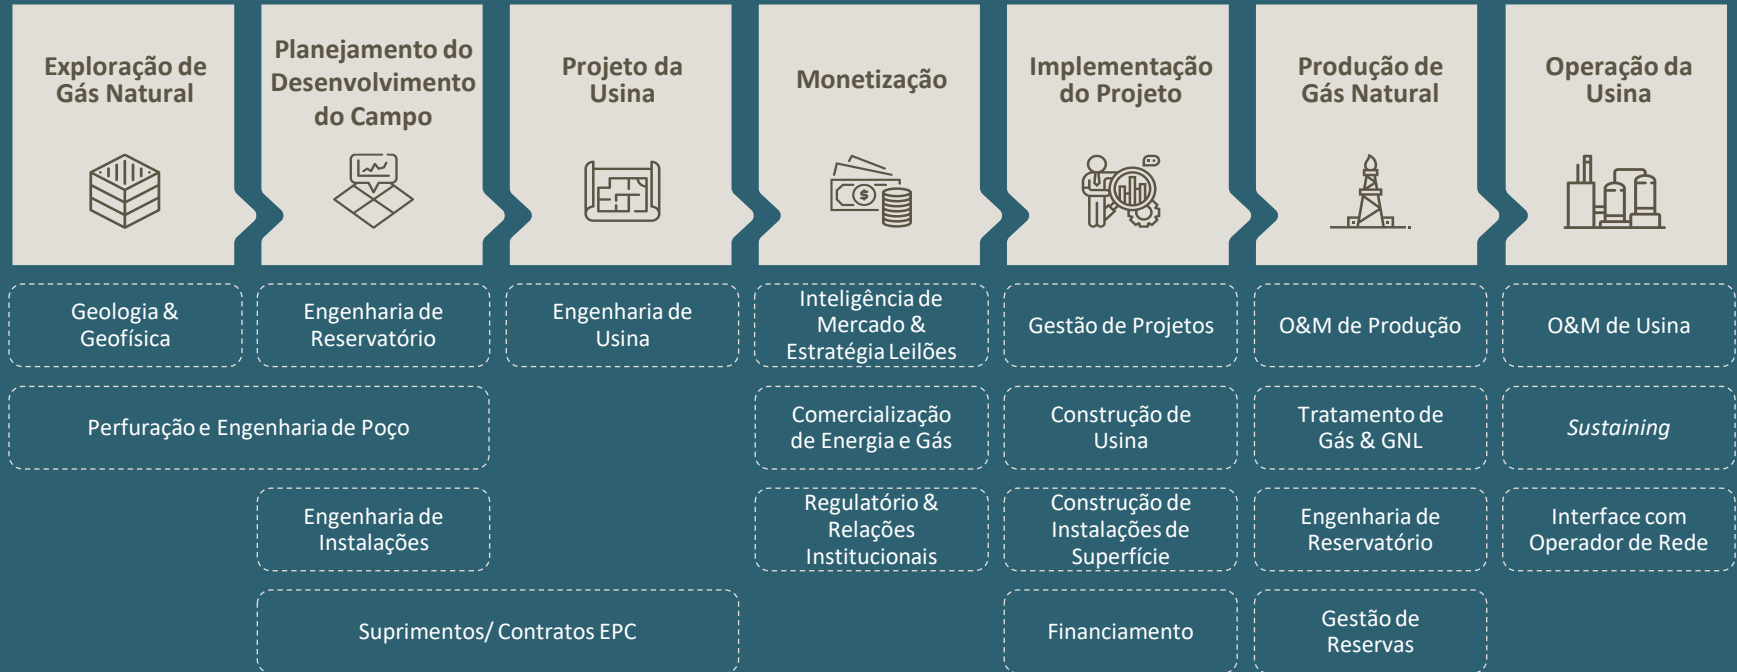 Exploração de
Gás Natural
Planejamento do
Desenvolvimento
do Campo
Projeto da
Usina
Monetização
Implementação
do Projeto
Produção de
Gás Natural
Operação da
Usina
Geologia &
Geofísica
Engenharia de
Reservatório
Engenharia de
Usina
Inteligência de
Mercado &
Estratégia Leilões
Gestão de Projetos
O&M de Produção
O&M de Usina
Perfuração e Engenharia de Poço
Comercialização
de Energia e Gás
Construção de
Usina
Tratamento de
Gás & GNL
Sustaining
Engenharia de
Instalações
Regulatório &
Relações
Institucionais
Construção de
Instalações de
Superfície
Engenharia de
Reservatório
Interface com
Operador de Rede
Suprimentos/ Contratos EPC
Financiamento
Gestão de
Reservas